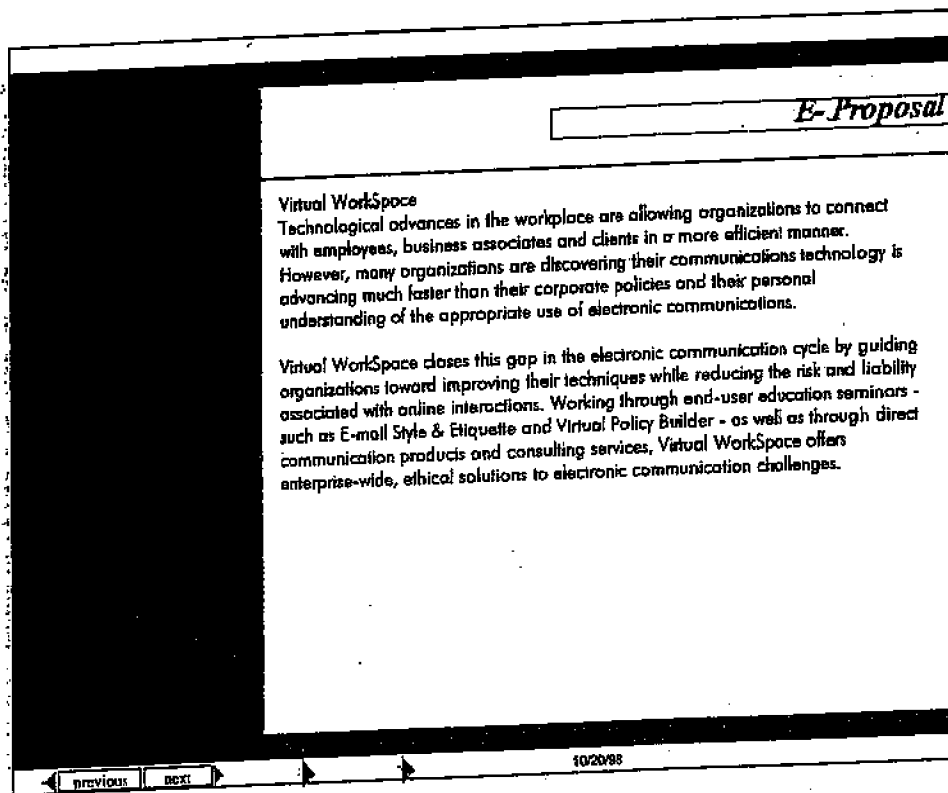 E-Proposal
Virtual WorkSpace
Technological advances in the workplace are allowing organizations to connect
with employees, business associates and clients in a more efficient manner.
However, many organizations are discovering their communications technology is
advancing much faster than their corporate policies and their personal
understanding of the appropriate use of electronic communications.
Virtual WorkSpace closes this gap in the electronic communication cycle by guiding
organizations toward improving their techniques while reducing the risk and liability
associated with online interactions. Working through end-user education seminars -
such as E-mail Style & Etiquette and Virtual Policy Builder - as well as through direct
communication products and consulting services, Virtual WorkSpace offers
enterprise-wide, ethical solutions to electronic communication challenges.
10/20/98
previous next